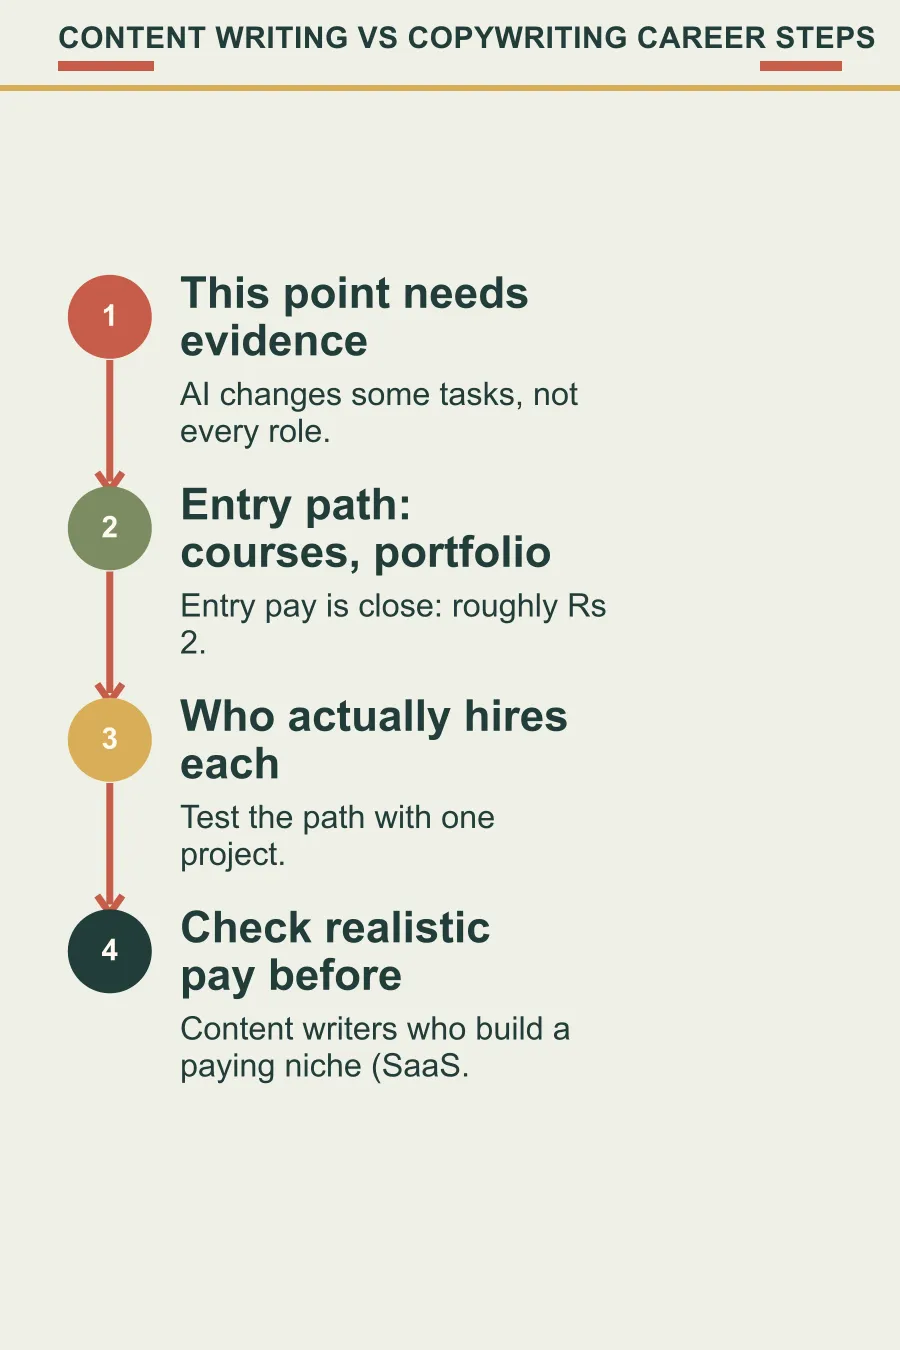 CONTENT WRITING VS COPYWRITING CAREER STEPS
1
This point needs
evidence
AI changes some tasks, not
every role.
2
Entry path:
courses, portfolio
Entry pay is close: roughly Rs
2.
3
Who actually hires
each
Test the path with one
project.
4
Check realistic
pay before
Content writers who build a
paying niche (SaaS.